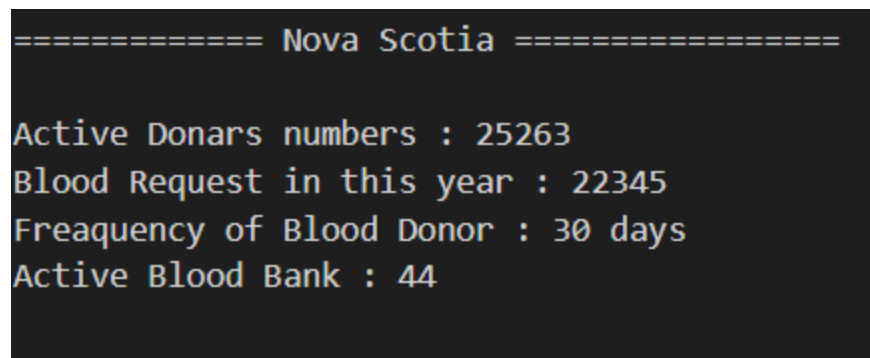 ============= Nova Scotia =================
Active Donars numbers : 25263
Blood Request in this year : 22345
Freaquency of Blood Donor : 30 days
Active Blood Bank : 44